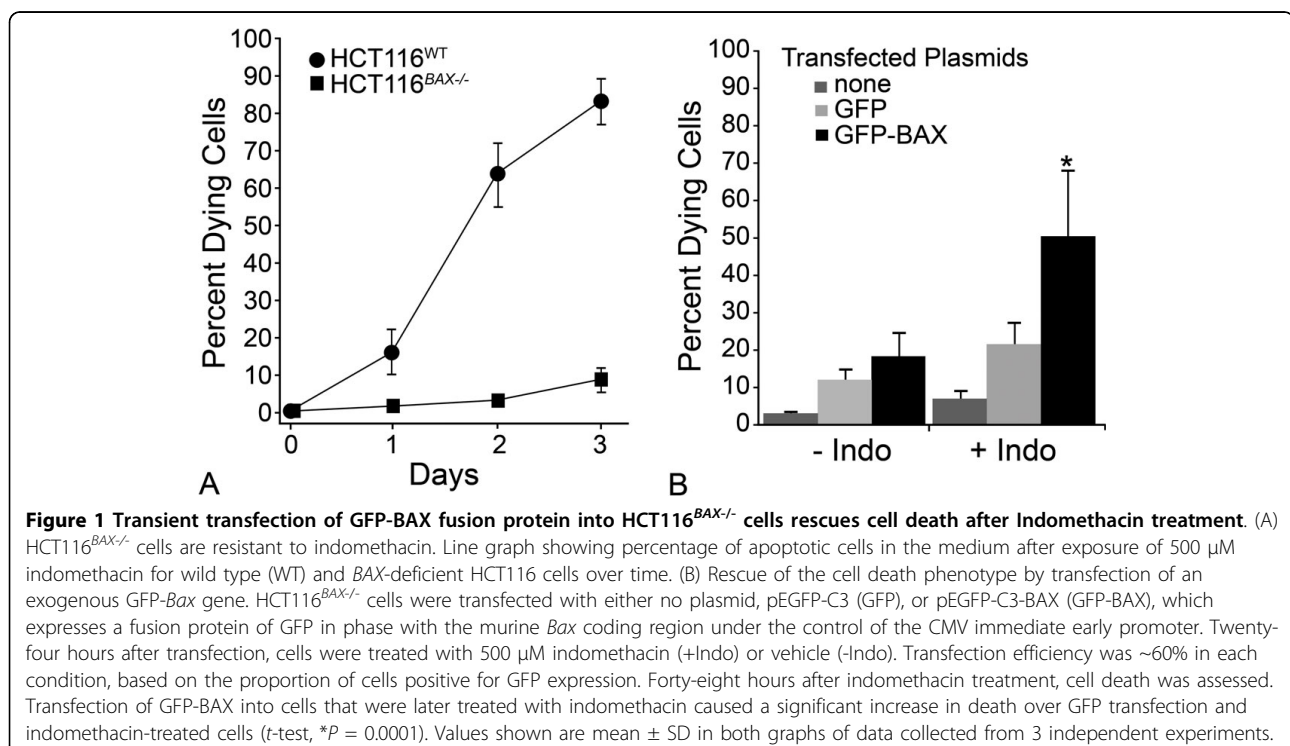 100
90
80
70
60
50
40
30
20
10
0
Percent Dying Cells
HCT116WT
HCT116BAX-/-
0 1 2 3
Days
A
100
90
80
70
60
50
40
30
20
10
0
Percent Dying Cells
Transfected Plasmids
none
GFP
GFP-BAX
*
- Indo + Indo
B
Figure 1 Transient transfection of GFP-BAX fusion protein into HCT116BAX-/- cells rescues cell death after Indomethacin treatment. (A)
HCT116BAX-/- cells are resistant to indomethacin. Line graph showing percentage of apoptotic cells in the medium after exposure of 500 μM
indomethacin for wild type (WT) and BAX-deficient HCT116 cells over time. (B) Rescue of the cell death phenotype by transfection of an
exogenous GFP-Bax gene. HCT116BAX-/- cells were transfected with either no plasmid, pEGFP-C3 (GFP), or pEGFP-C3-BAX (GFP-BAX), which
expresses a fusion protein of GFP in phase with the murine Bax coding region under the control of the CMV immediate early promoter. Twenty-
four hours after transfection, cells were treated with 500 μM indomethacin (+Indo) or vehicle (-Indo). Transfection efficiency was ~60% in each
condition, based on the proportion of cells positive for GFP expression. Forty-eight hours after indomethacin treatment, cell death was assessed.
Transfection of GFP-BAX into cells that were later treated with indomethacin caused a significant increase in death over GFP transfection and
indomethacin-treated cells (t-test, *P = 0.0001). Values shown are mean ± SD in both graphs of data collected from 3 independent experiments.